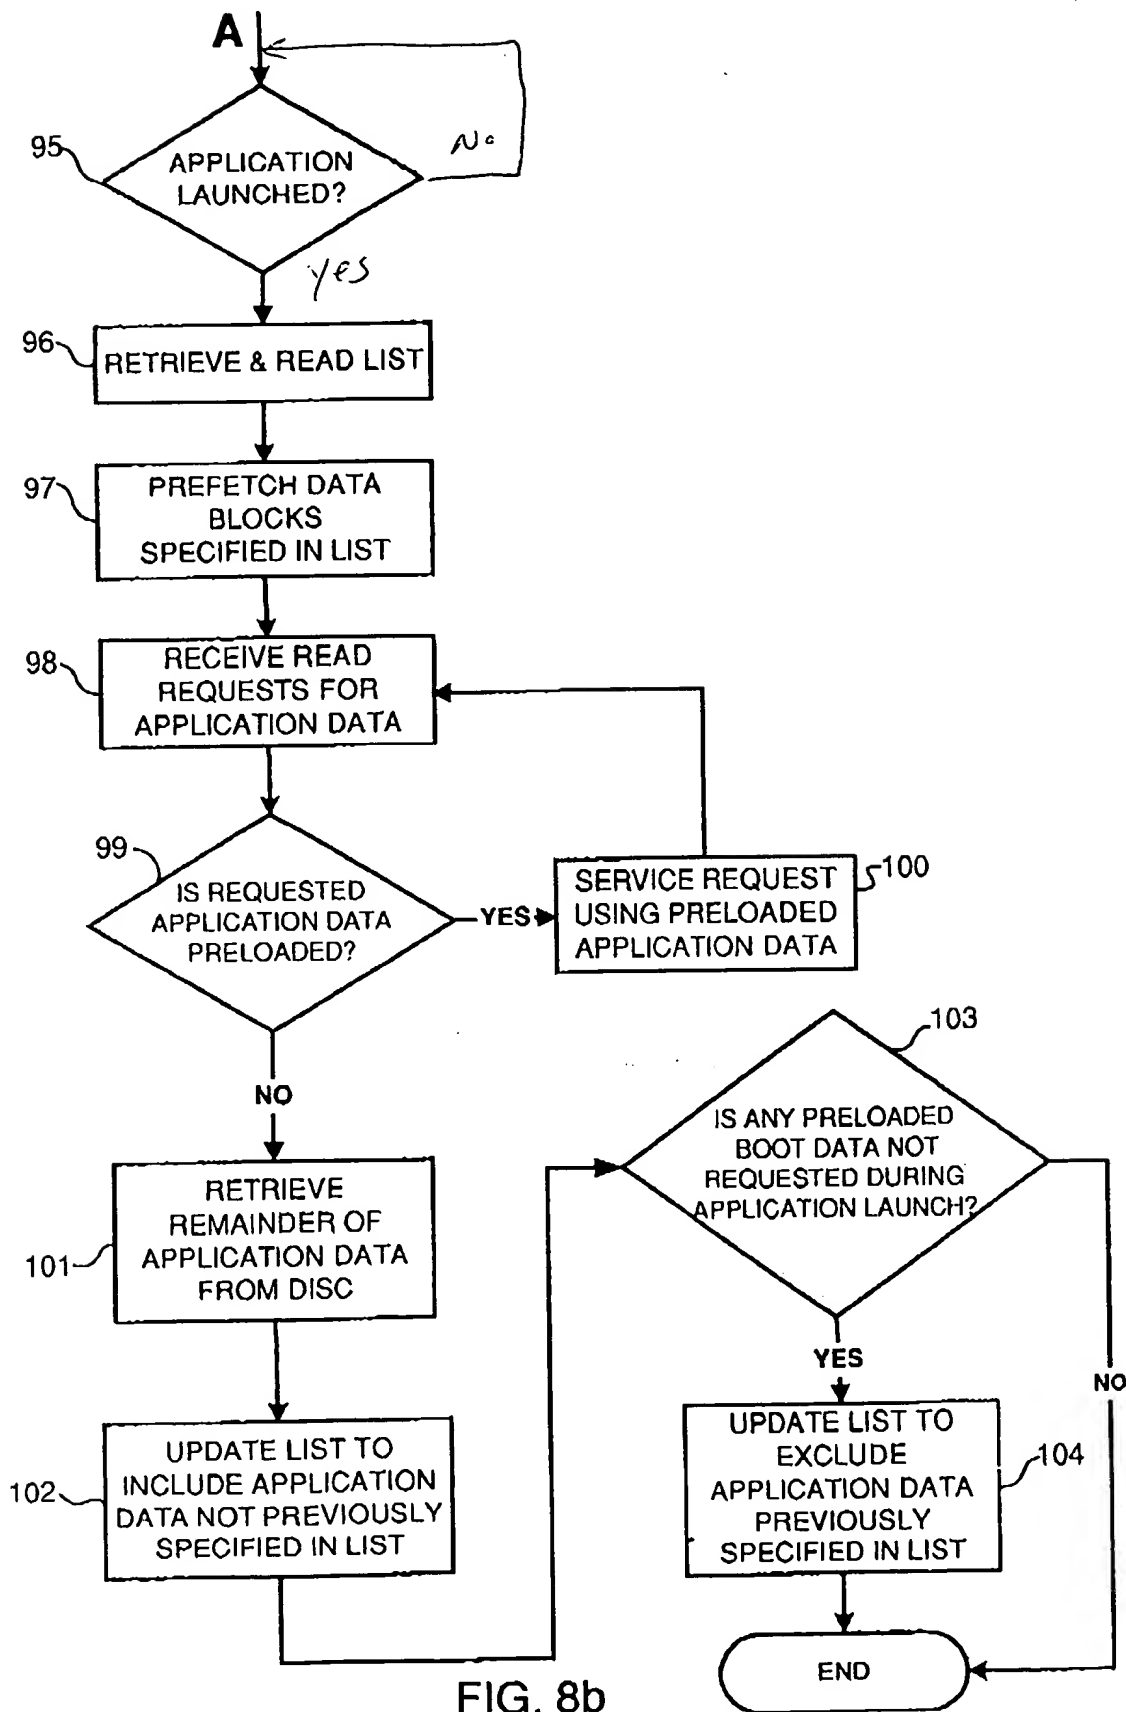 A
No
95
APPLICATION
LAUNCHED?
yes
96
RETRIEVE & READ LIST
97
PREFETCH DATA
BLOCKS
SPECIFIED IN LIST
98
RECEIVE READ
REQUESTS FOR
APPLICATION DATA
99
IS REQUESTED
APPLICATION DATA
PRELOADED?
YES
100
SERVICE REQUEST
USING PRELOADED
APPLICATION DATA
NO
101
RETRIEVE
REMAINDER OF
APPLICATION DATA
FROM DISC
102
UPDATE LIST TO
INCLUDE APPLICATION
DATA NOT PREVIOUSLY
SPECIFIED IN LIST
103
IS ANY PRELOADED
BOOT DATA NOT
REQUESTED DURING
APPLICATION LAUNCH?
YES
NO
104
UPDATE LIST TO
EXCLUDE
APPLICATION DATA
PREVIOUSLY
SPECIFIED IN LIST
END
FIG. 8b